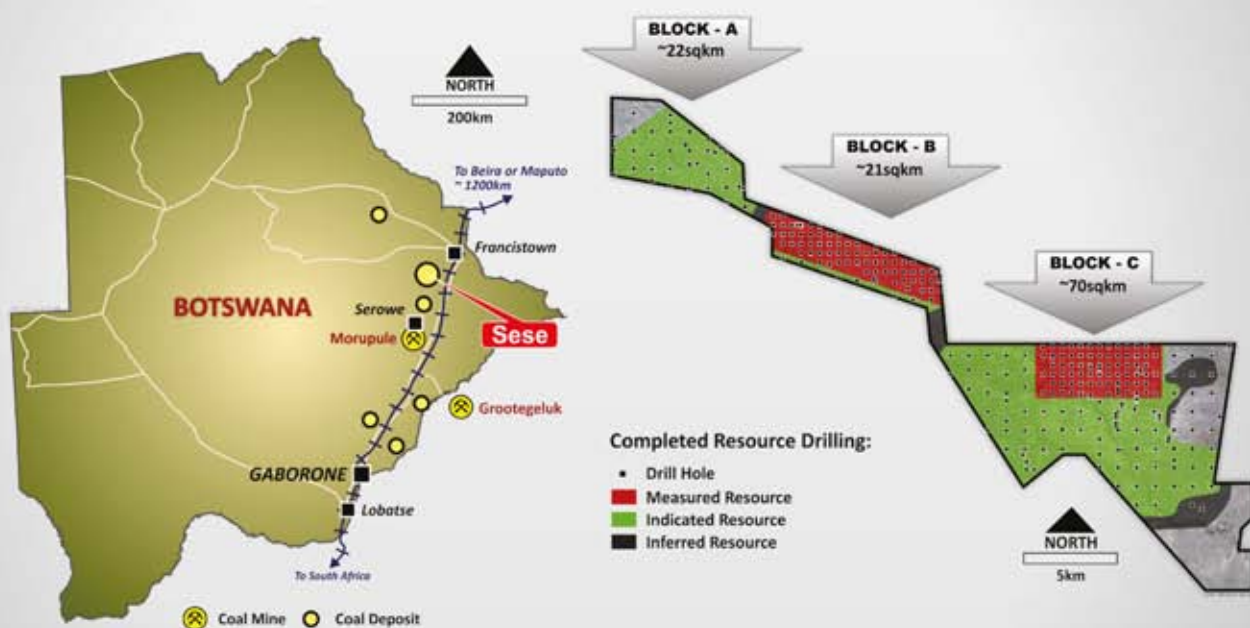 NORTH
200km
To Beira or Maputo
~ 1200km
Francistown
BOTSWANA
Serowe
Morupule
Sese
Grootegeluk
GABORONE
Lobatse
To South Africa
Coal Mine
Coal Deposit
BLOCK - A
~22sqkm
BLOCK - B
~21sqkm
BLOCK - C
~70sqkm
Completed Resource Drilling:
Drill Hole
Measured Resource
Indicated Resource
Inferred Resource
NORTH
5km